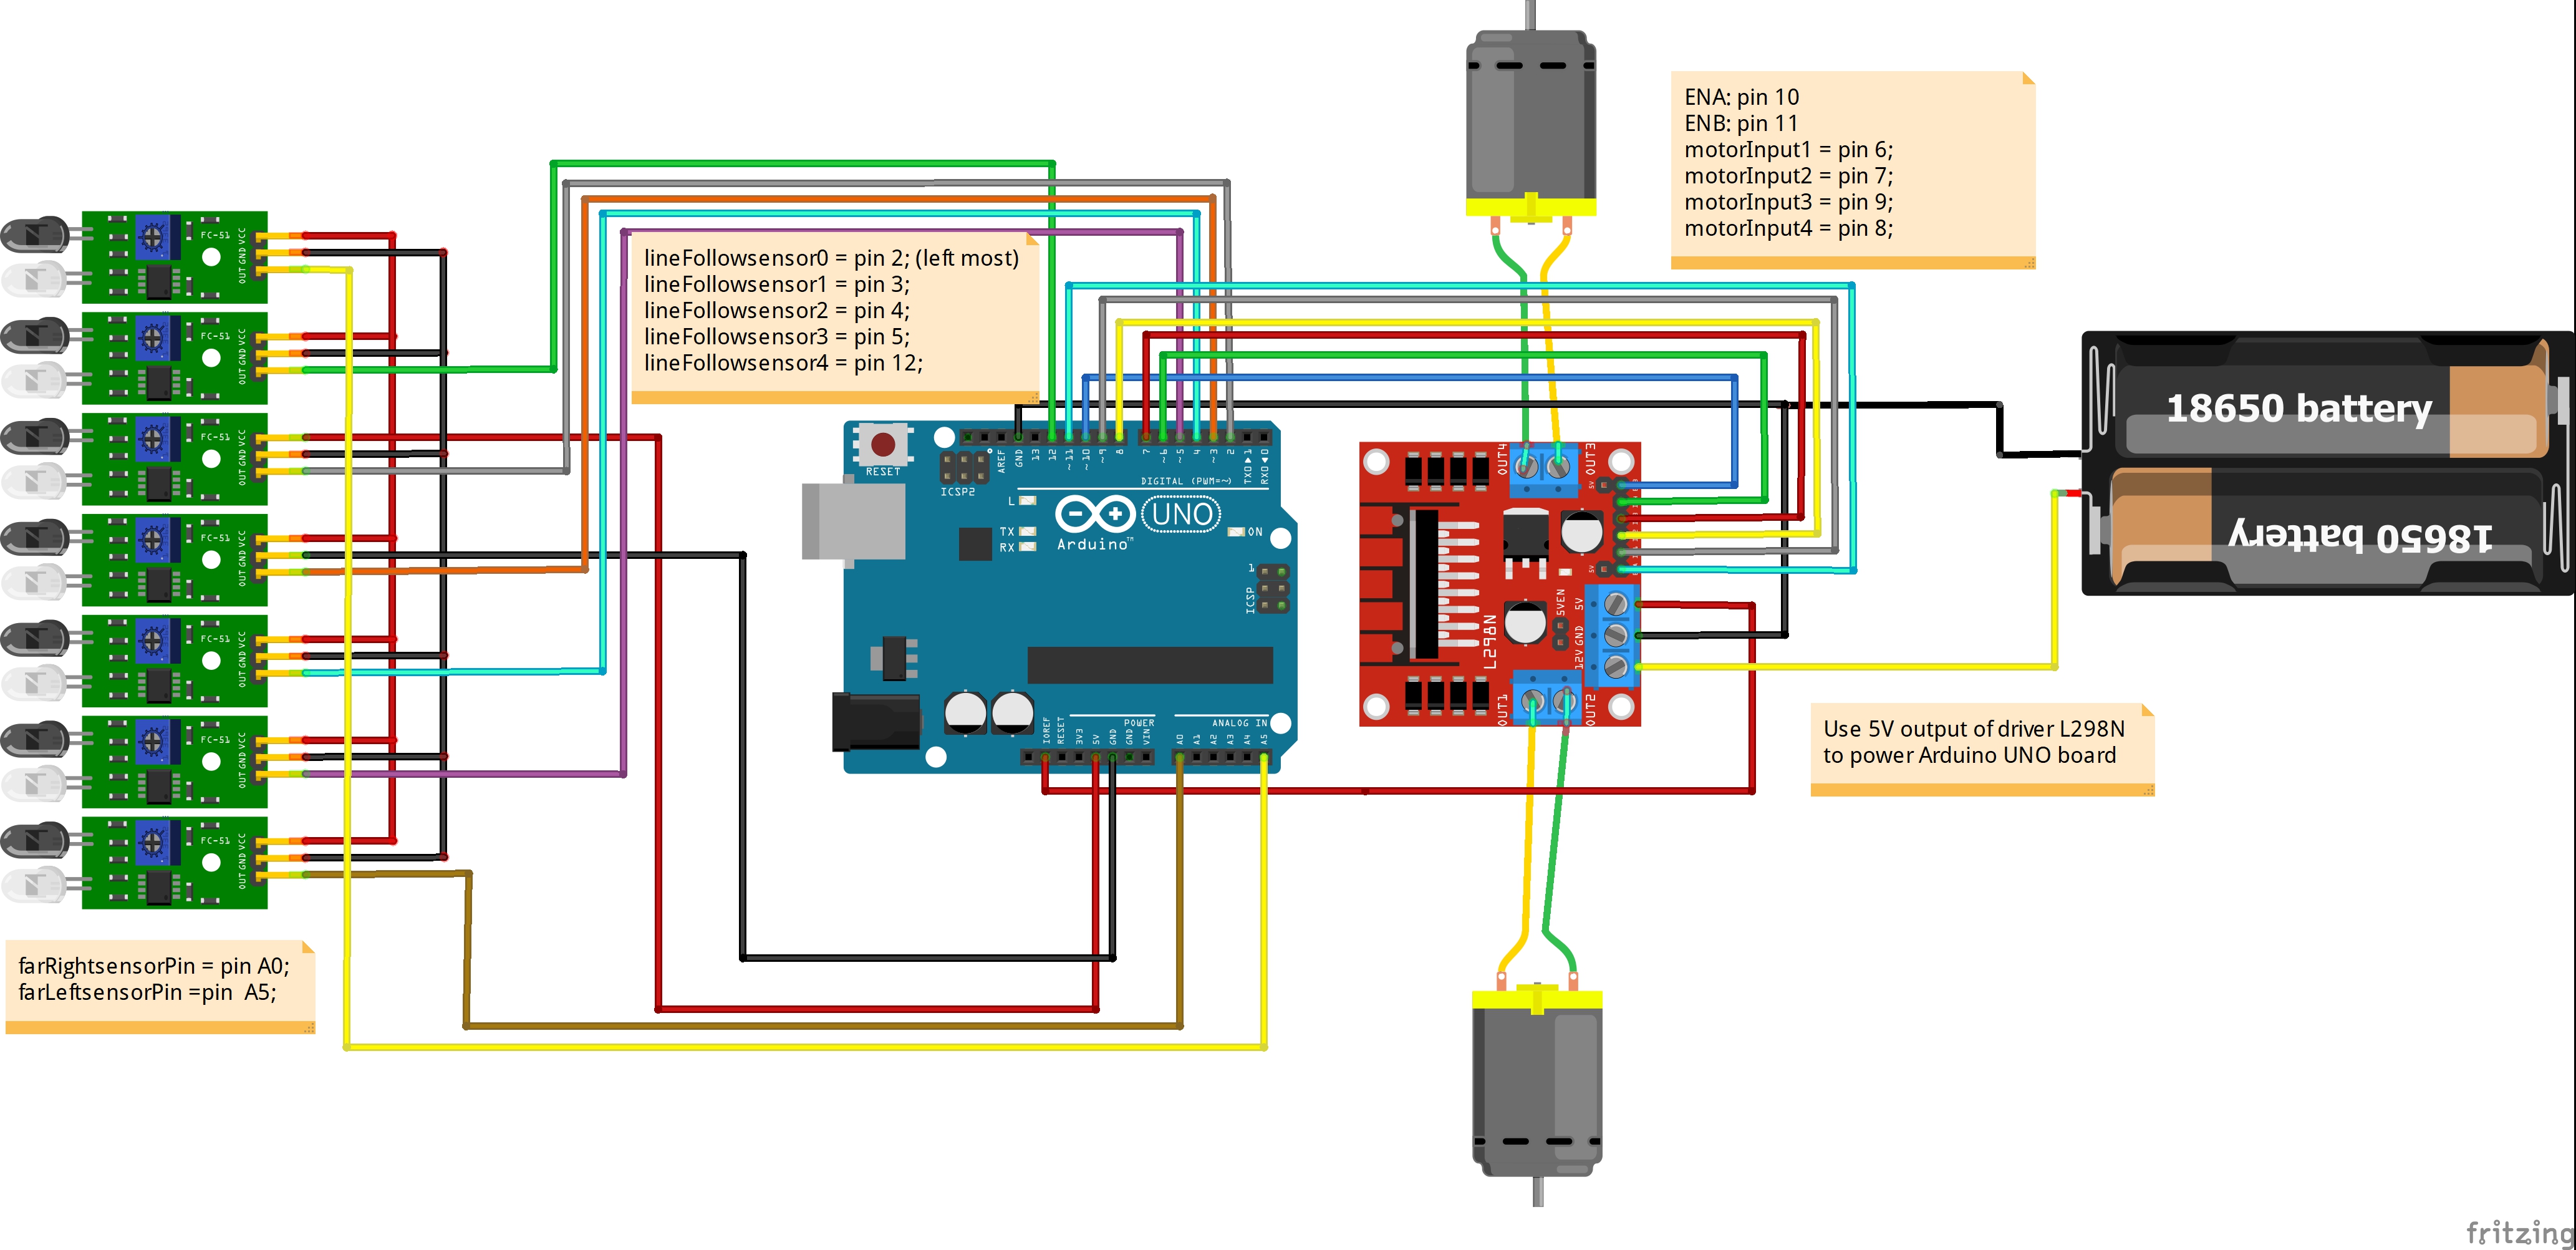 ENA: pin 10
ENB: pin 11
motorInput1 = pin 6;
motorInput2 = pin 7;
motorInput3 = pin 9;
motorInput4 = pin 8;
lineFollowsensor0 = pin 2; (left most)
lineFollowsensor1 = pin 3;
lineFollowsensor2 = pin 4;
lineFollowsensor3 = pin 5;
lineFollowsensor4 = pin 12;
FC-51
VCC
GND
OUT
FC-51
VCC
GND
OUT
FC-51
VCC
GND
OUT
FC-51
VCC
GND
OUT
FC-51
VCC
GND
OUT
FC-51
VCC
GND
OUT
FC-51
VCC
GND
OUT
farRightsensorPin = pin A0;
farLeftsensorPin =pin  A5;
RESET
ICSP2
AREF
GND
13
12
~11
~10
~9
8
7
~6
~5
4
~3
2
TX0▶1
RX0◀0
DIGITAL (PWM=~)
L
TX
RX
Arduino™
UNO
ON
1
ICSP
IOREF
RESET
3V3
5V
GND
GND
VIN
POWER
ANALOG IN
A0
A1
A2
A3
A4
A5
OUT4
OUT3
5V
5V
5VEN
L298N
5V
GND
12V
OUT1
OUT2
18650 battery
18650 battery
Use 5V output of driver L298N
to power Arduino UNO board
fritzing